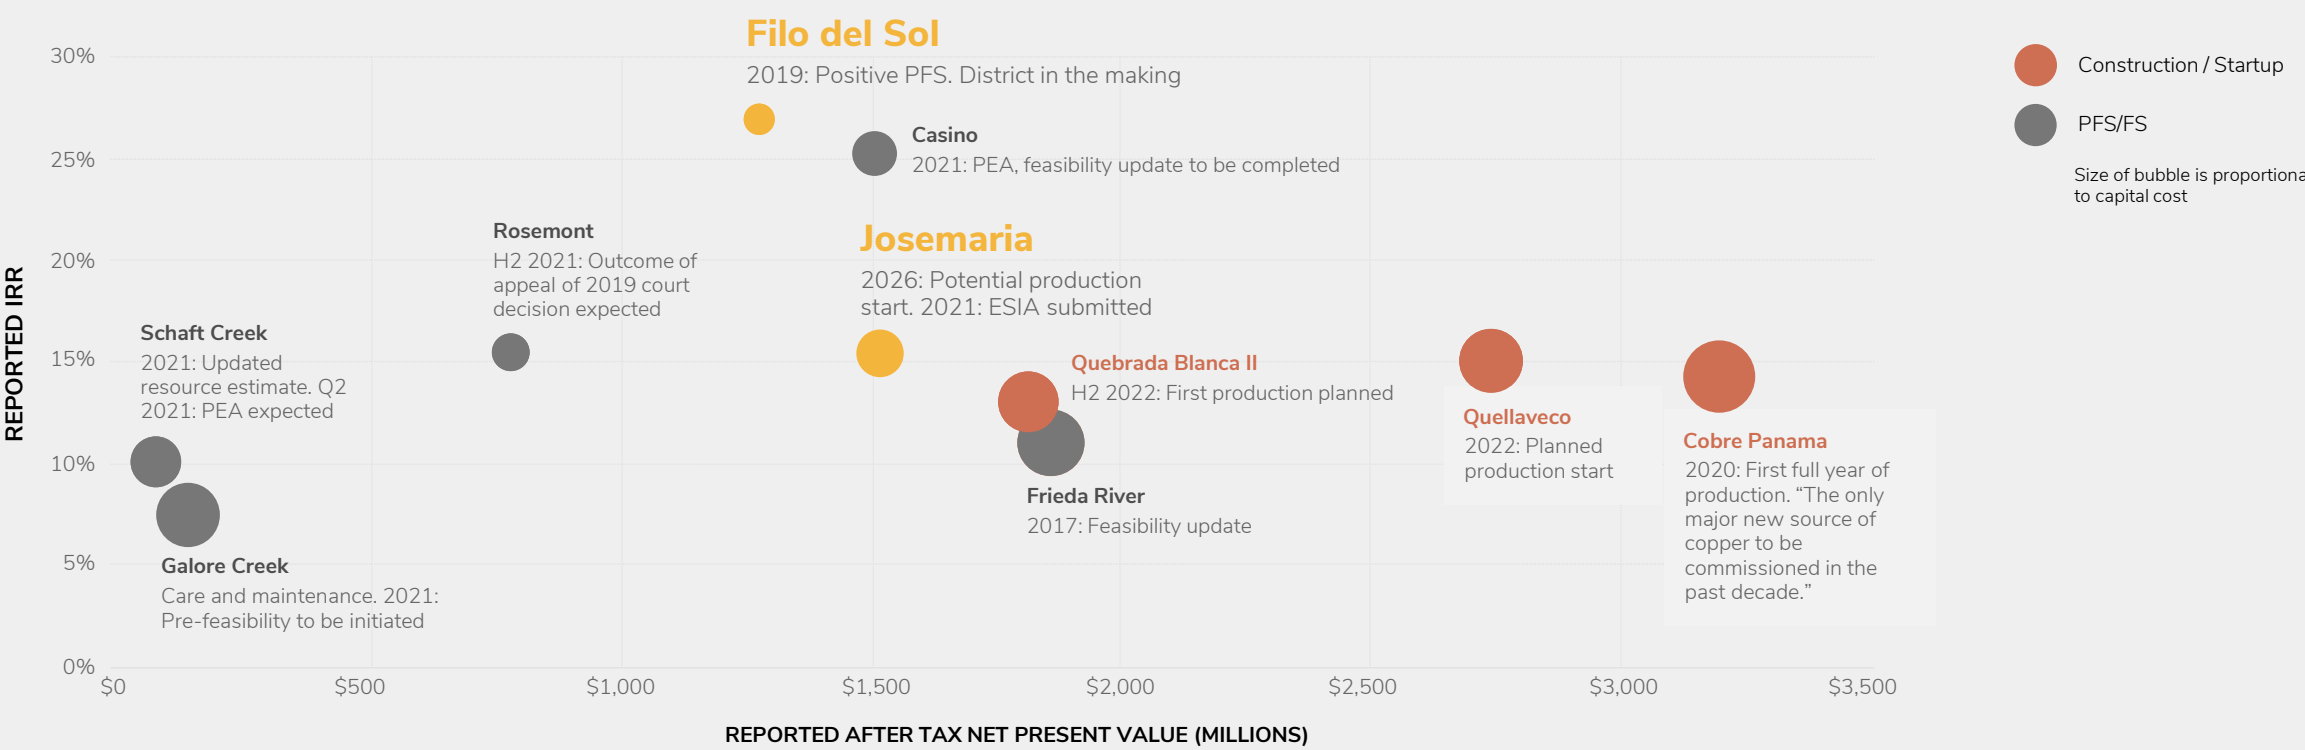 Filo del Sol
2019: Positive PFS. District in the making
Casino
2021: PEA, feasibility update to be completed
Rosemont
H2 2021: Outcome of
appeal of 2019 court
decision expected
Josemaria
2026: Potential production
start. 2021: ESIA submitted
Schaft Creek
2021: Updated
resource estimate. Q2
2021: PEA expected
Quebrada Blanca II
H2 2022: First production planned
Quellaveco
2022: Planned
production start
Cobre Panama
2020: First full year of
production. “The only
major new source of
copper to be
commissioned in the
past decade.”
Frieda River
2017: Feasibility update
Galore Creek
Care and maintenance. 2021:
Pre-feasibility to be initiated
Construction / Startup
PFS/FS
Size of bubble is proportiona
to capital cost
REPORTED IRR
30%
25%
20%
15%
10%
5%
0%
$0
$500
$1,000
$1,500
$2,000
$2,500
$3,000
$3,500
REPORTED AFTER TAX NET PRESENT VALUE (MILLIONS)